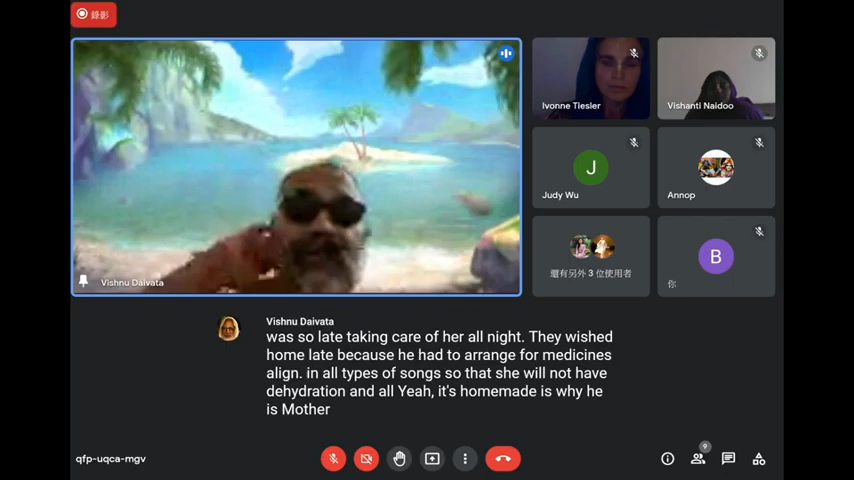 錄影
Ivonne Tiesler
Vishanti Naidoo
J
Judy Wu
Annop
Vishnu Daivata
還有另外 3 位使用者
B
你
Vishnu Daivata
was so late taking care of her all night. They wished
home late because he had to arrange for medicines
align. in all types of songs so that she will not have
dehydration and all Yeah, it's homemade is why he
is Mother
qfp-uqca-mgv
9